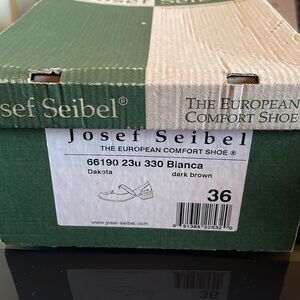 sef Seibel®
THE EUROPEAN
COMFORT SHOE
Josef Seibel
THE EUROPEAN COMFORT SHOE ®
66190 23u 330 Bianca
Dakota dark brown
36
www.josef-seibel.com